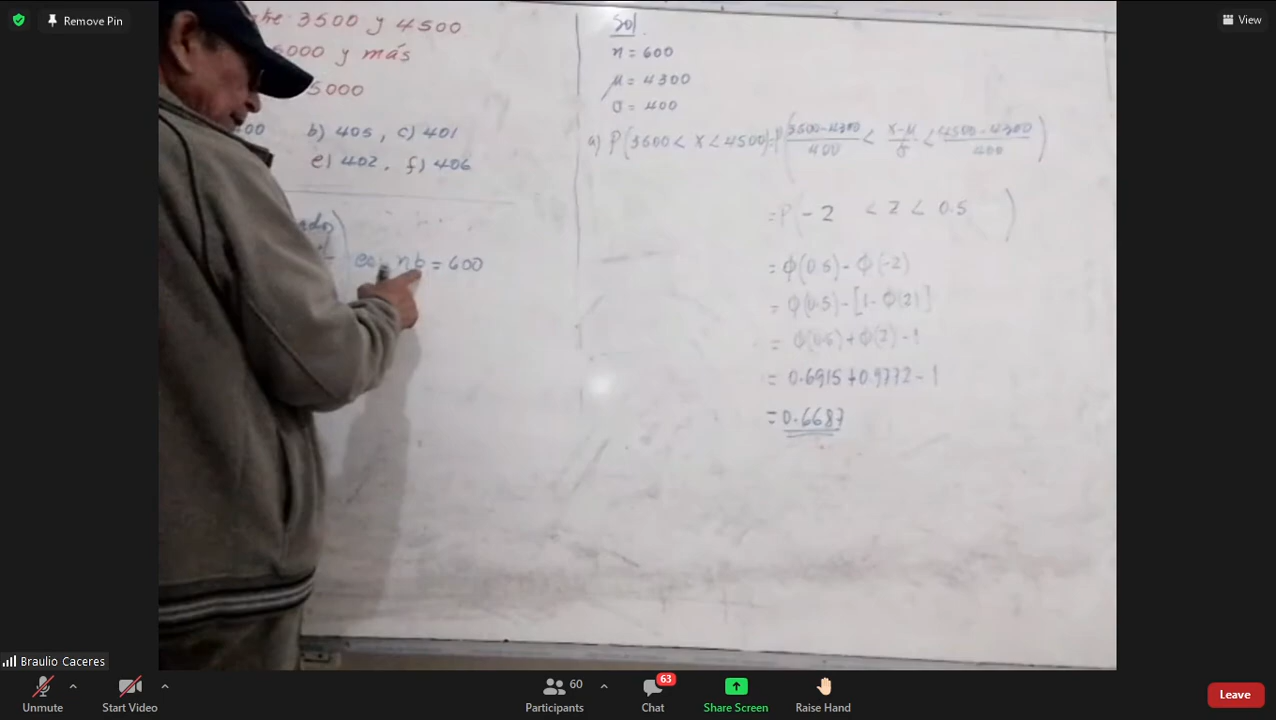 Remove Pin
View
3500 y 4500
6000 y más
5000
b) 405, c) 401
e) 402, f) 406
= 600
Sol
n = 600
μ = 4300
σ = 400
a) P(3600 < x < 4500) = P(3500-4300/400 < x-μ/σ < 4500-4300/400)
= P -2 < Z < 0.5 )
= φ(0.5) - φ(-2)
= φ(0.5) - [1 - φ(2)]
= φ(0.5) + φ(2) - 1
= 0.6915 + 0.9772 - 1
= 0.6687
Braulio Caceres
Unmute
Start Video
60
Participants
63
Chat
Share Screen
Raise Hand
Leave